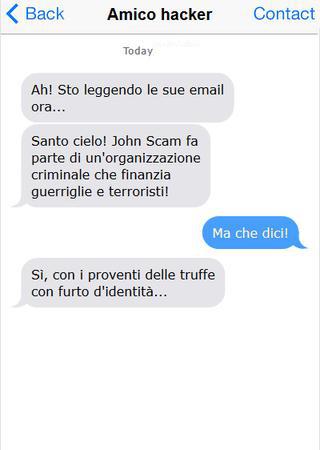 Back Amico hacker Contact
Today
Ah! Sto leggendo le sue email
ora...
Santo cielo! John Scam fa
parte di un'organizzazione
criminale che finanzia
guerriglie e terroristi!
Ma che dici!
Sì, con i proventi delle truffe
con furto d'identità...